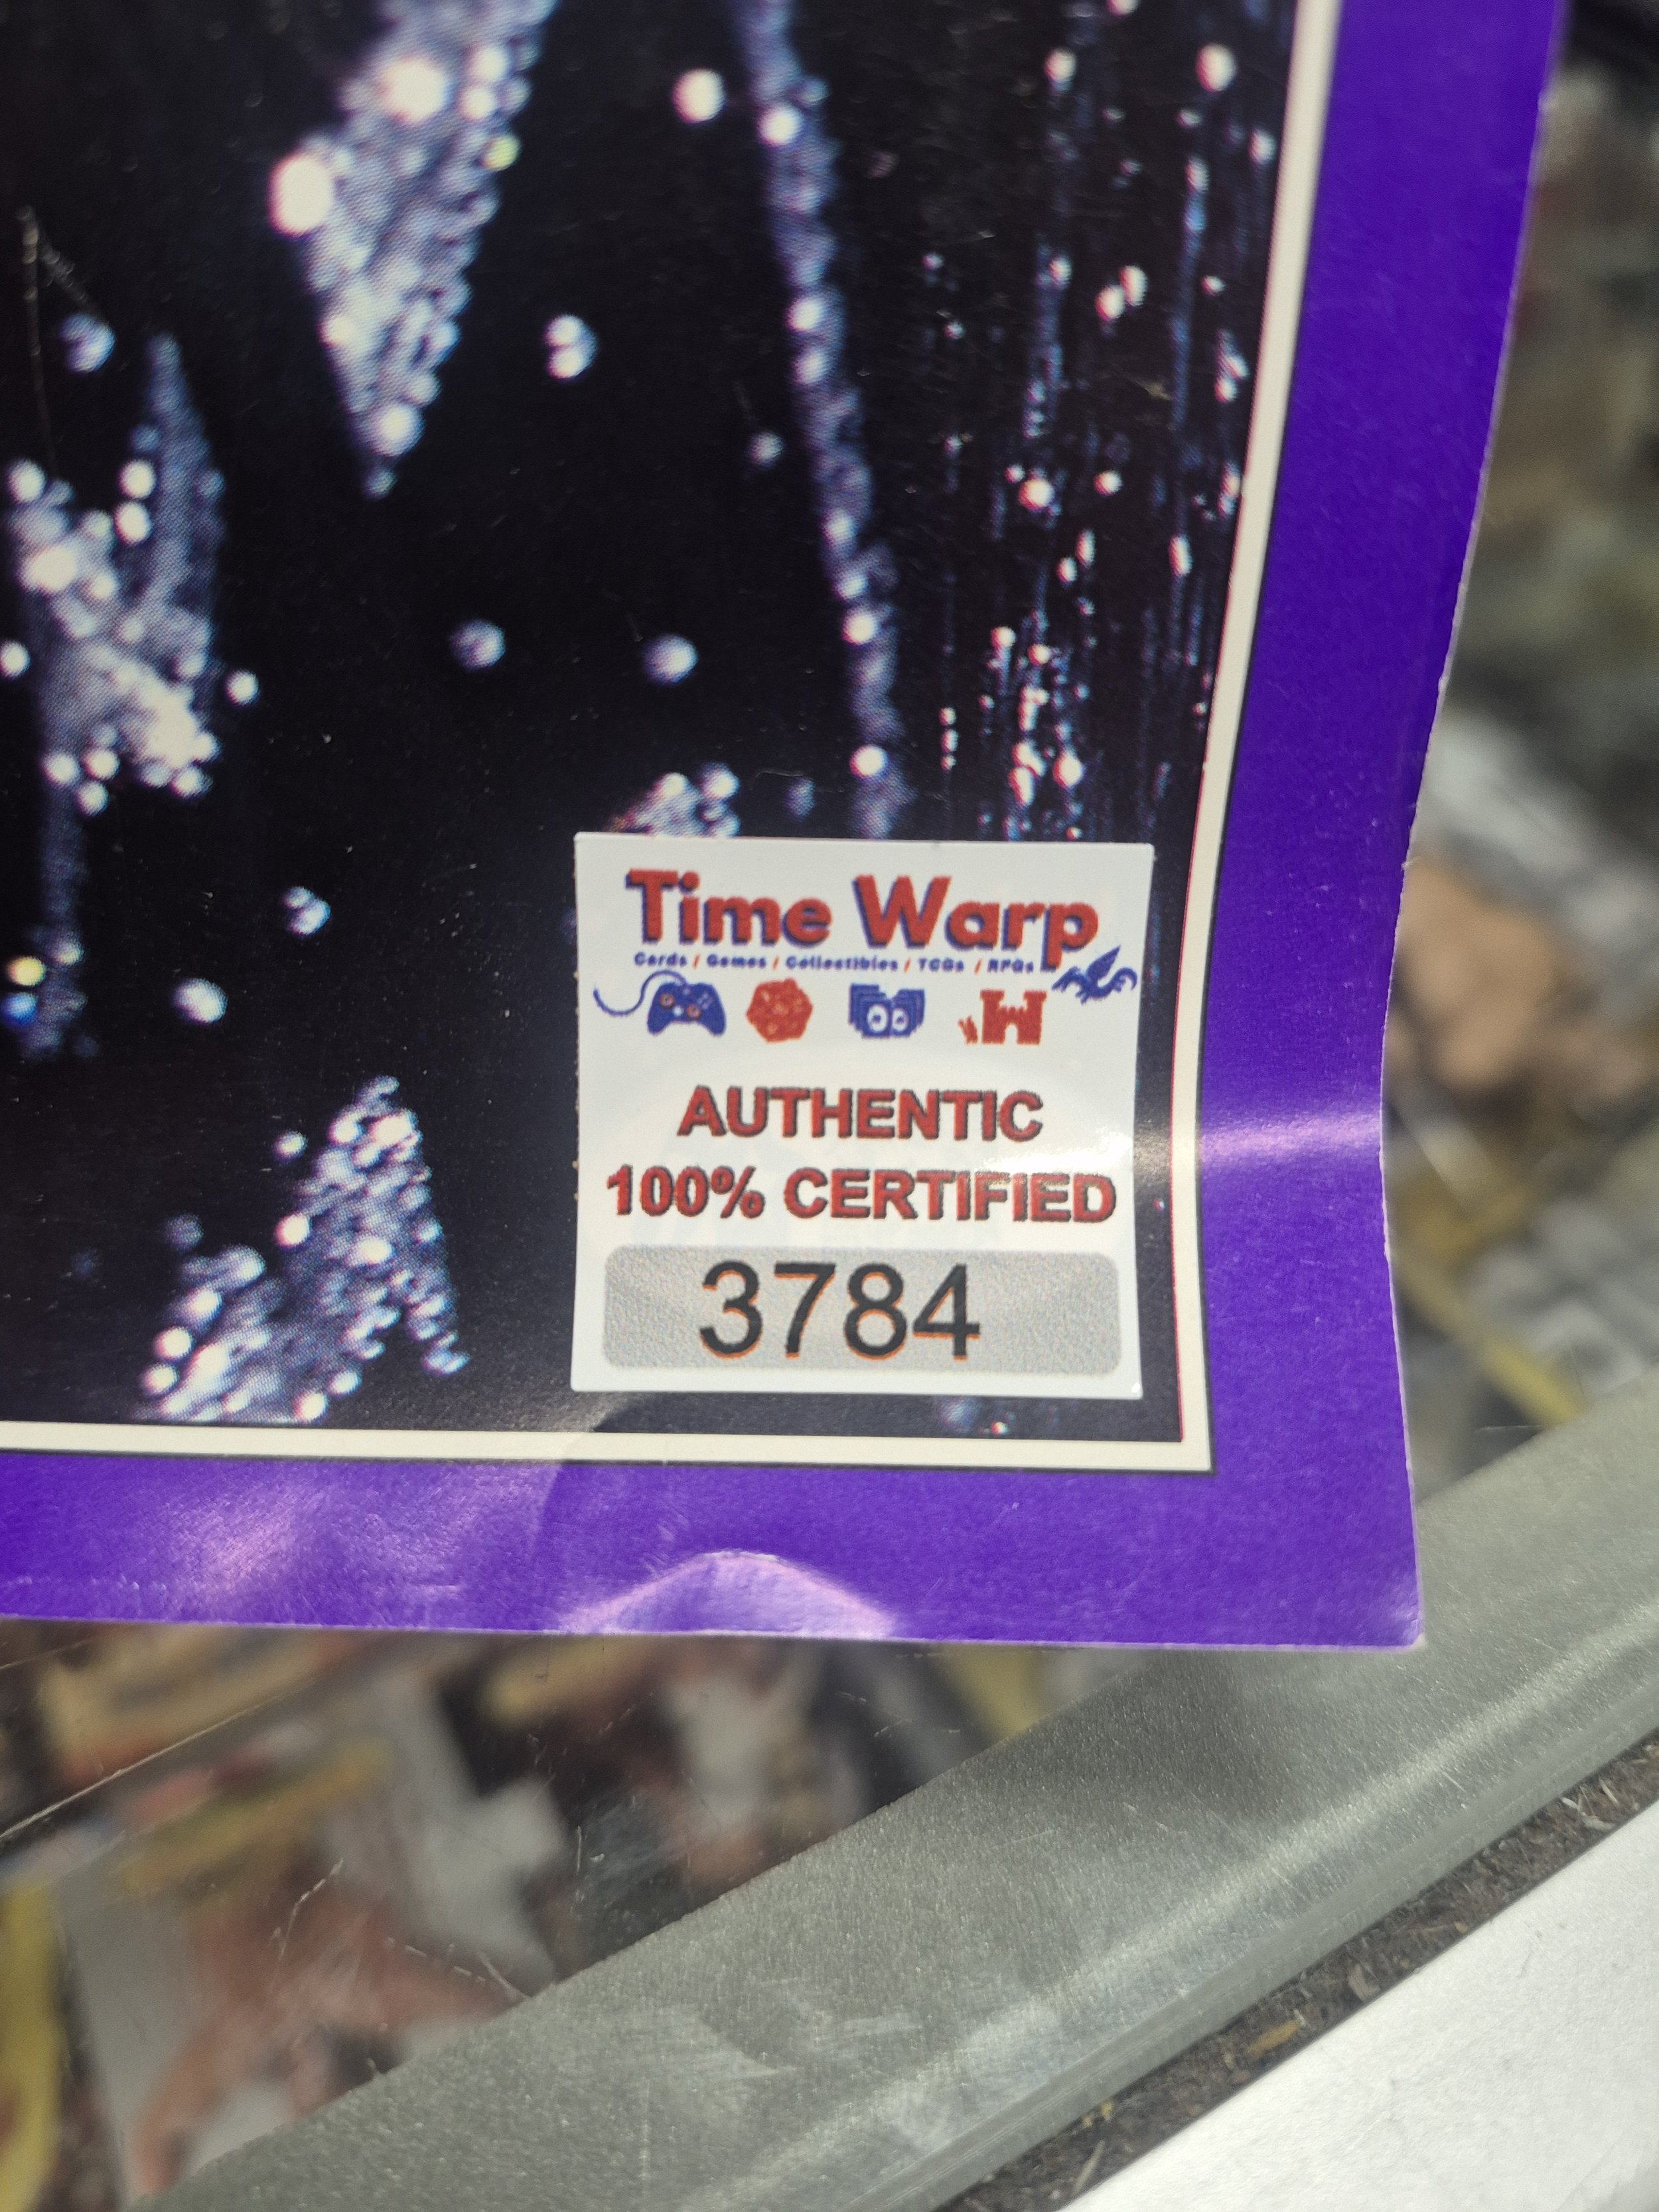 Time Warp
Cards / Games / Collectibles / TCGs / RPGs
AUTHENTIC
100% CERTIFIED
3784